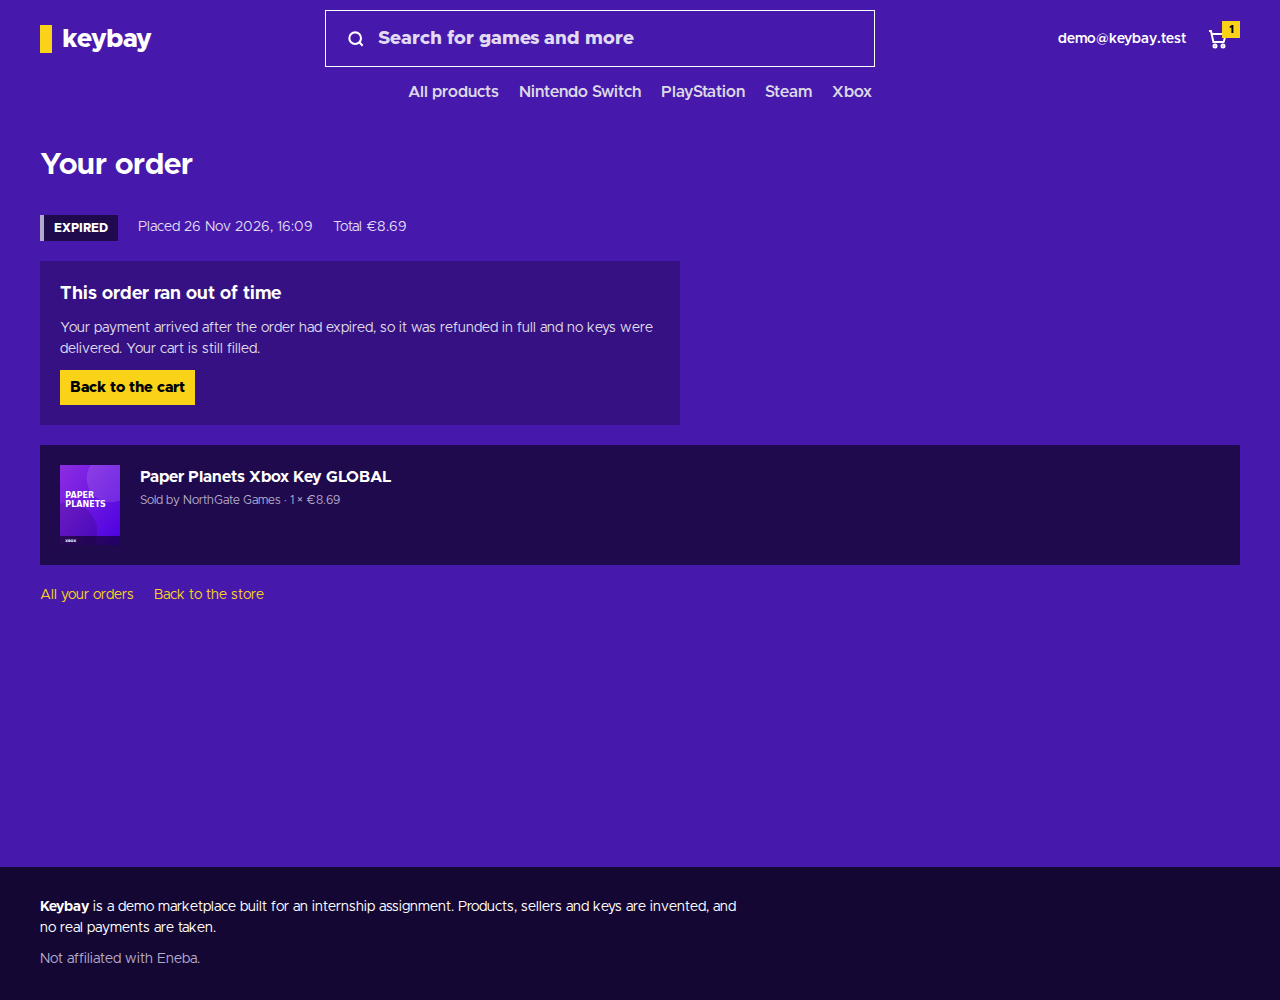 keybay
Search for games and more
demo@keybay.test
1
All products Nintendo Switch PlayStation Steam Xbox
Your order
EXPIRED Placed 26 Nov 2026, 16:09 Total €8.69
This order ran out of time
Your payment arrived after the order had expired, so it was refunded in full and no keys were
delivered. Your cart is still filled.
Back to the cart
PAPER
PLANETS
XBOX
Paper Planets Xbox Key GLOBAL
Sold by NorthGate Games · 1 × €8.69
All your orders Back to the store
Keybay is a demo marketplace built for an internship assignment. Products, sellers and keys are invented, and
no real payments are taken.
Not affiliated with Eneba.